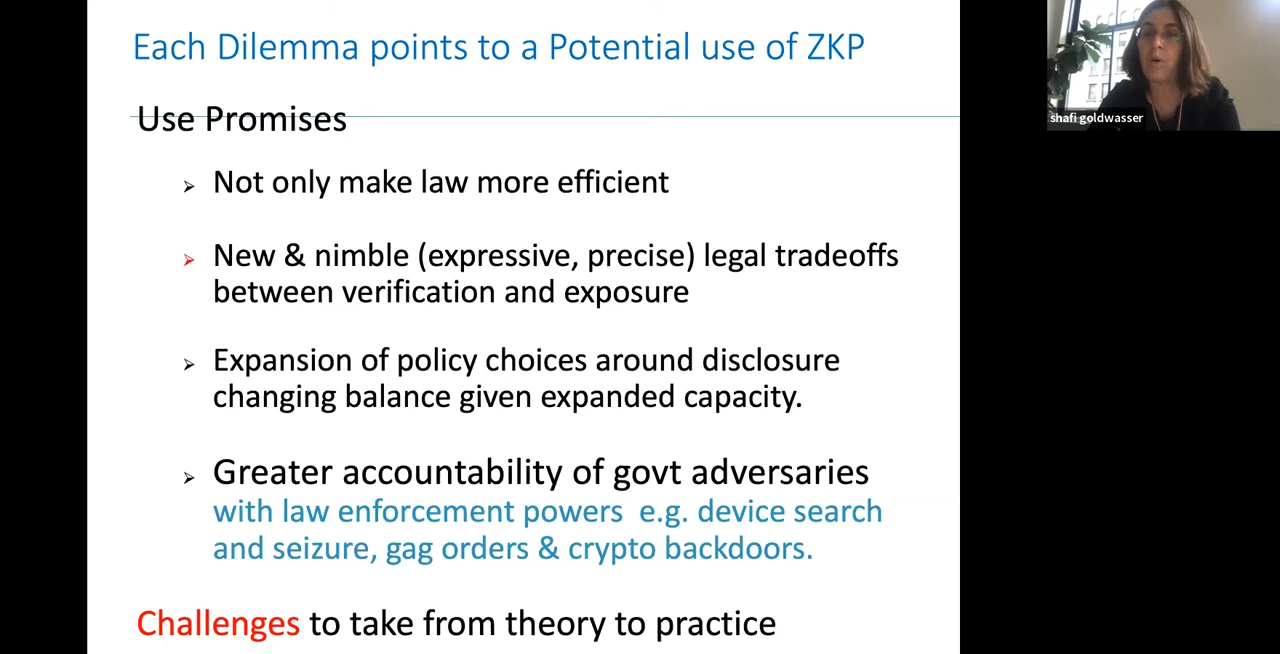 Each Dilemma points to a Potential use of ZKP
shafi goldwasser
Use Promises
Not only make law more efficient
New & nimble (expressive, precise) legal tradeoffs
between verification and exposure
Expansion of policy choices around disclosure
changing balance given expanded capacity.
Greater accountability of govt adversaries
with law enforcement powers e.g. device search
and seizure, gag orders & crypto backdoors.
Challenges to take from theory to practice